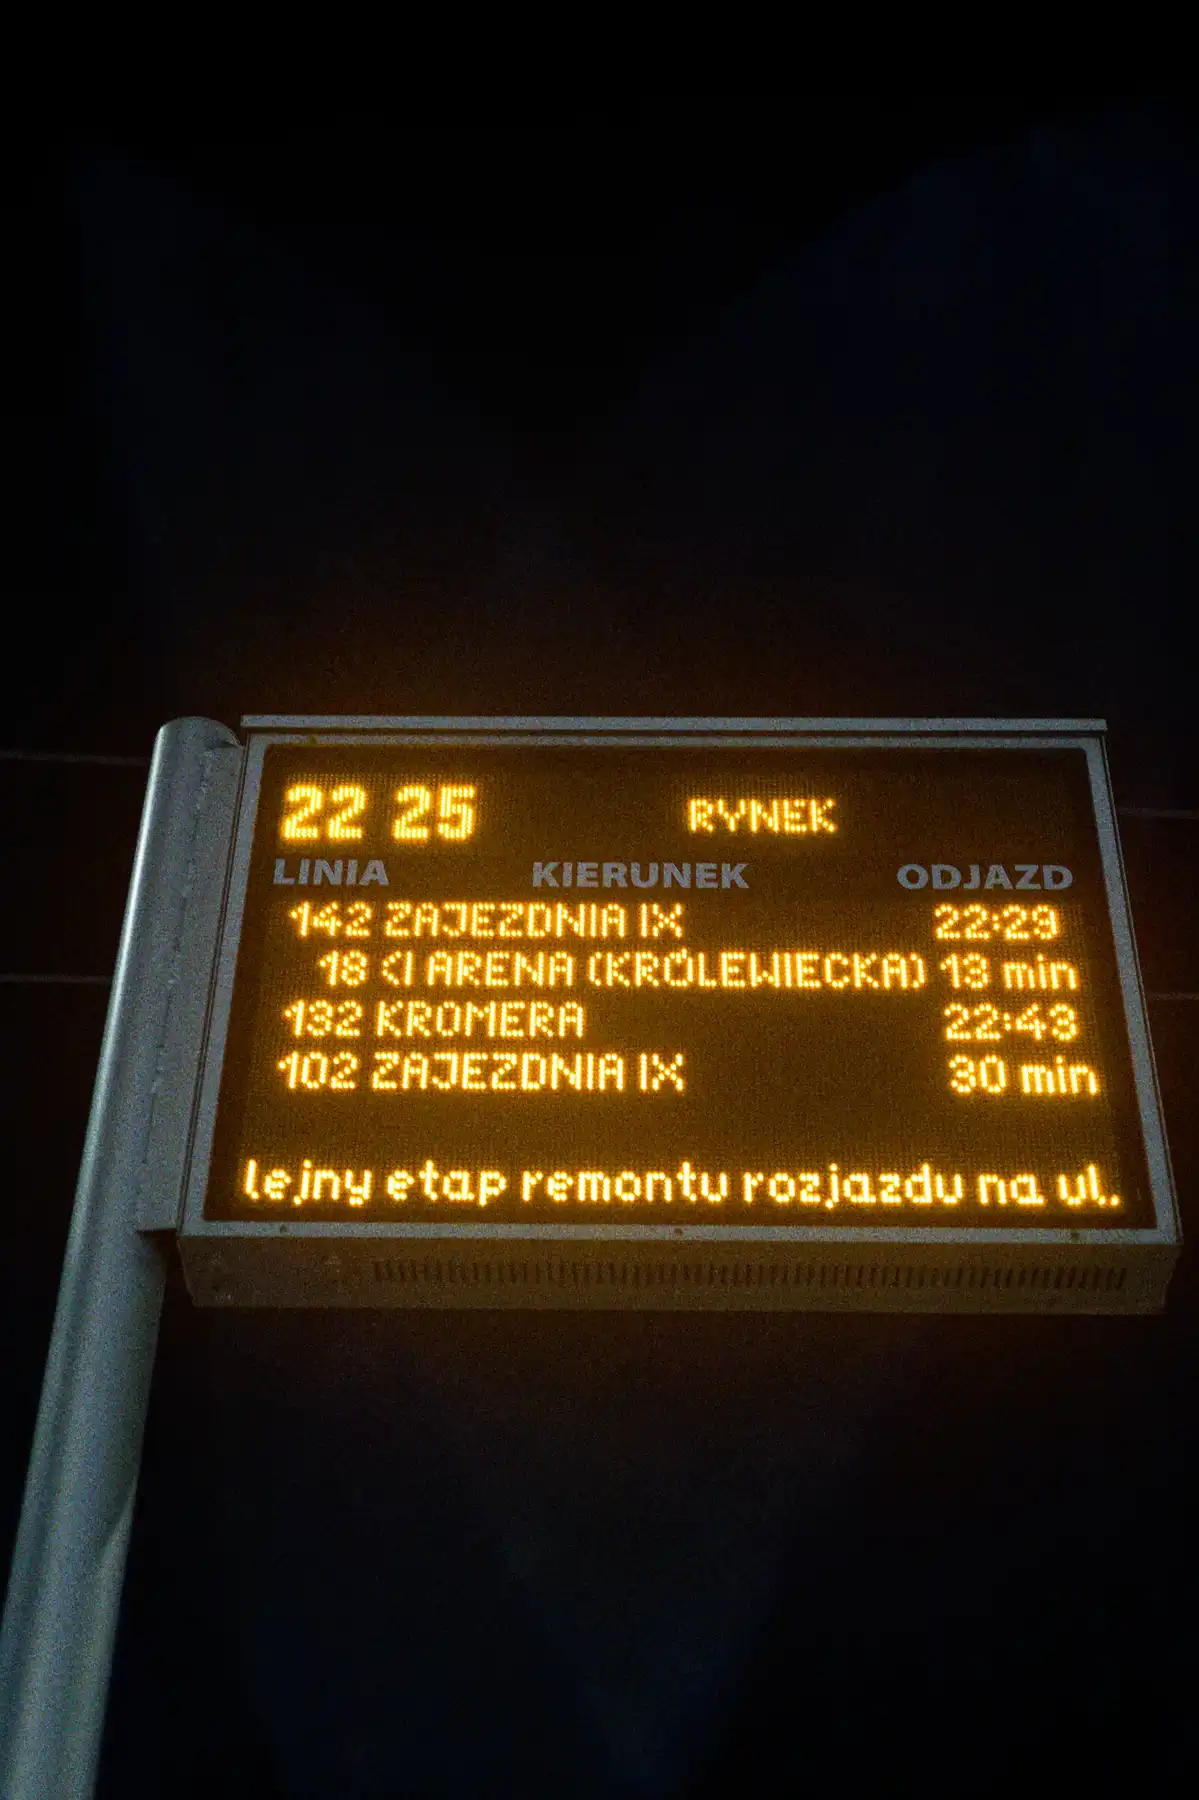 22 25 RYNEK
LINIA KIERUNEK ODJAZD
142 ZAJEZDNIA IX 22:29
18 <| ARENA (KRÓLEWIECKA) 13 min
132 KROMERA 22:43
102 ZAJEZDNIA IX 30 min
lejny etap remontu rozjazdu na ul.